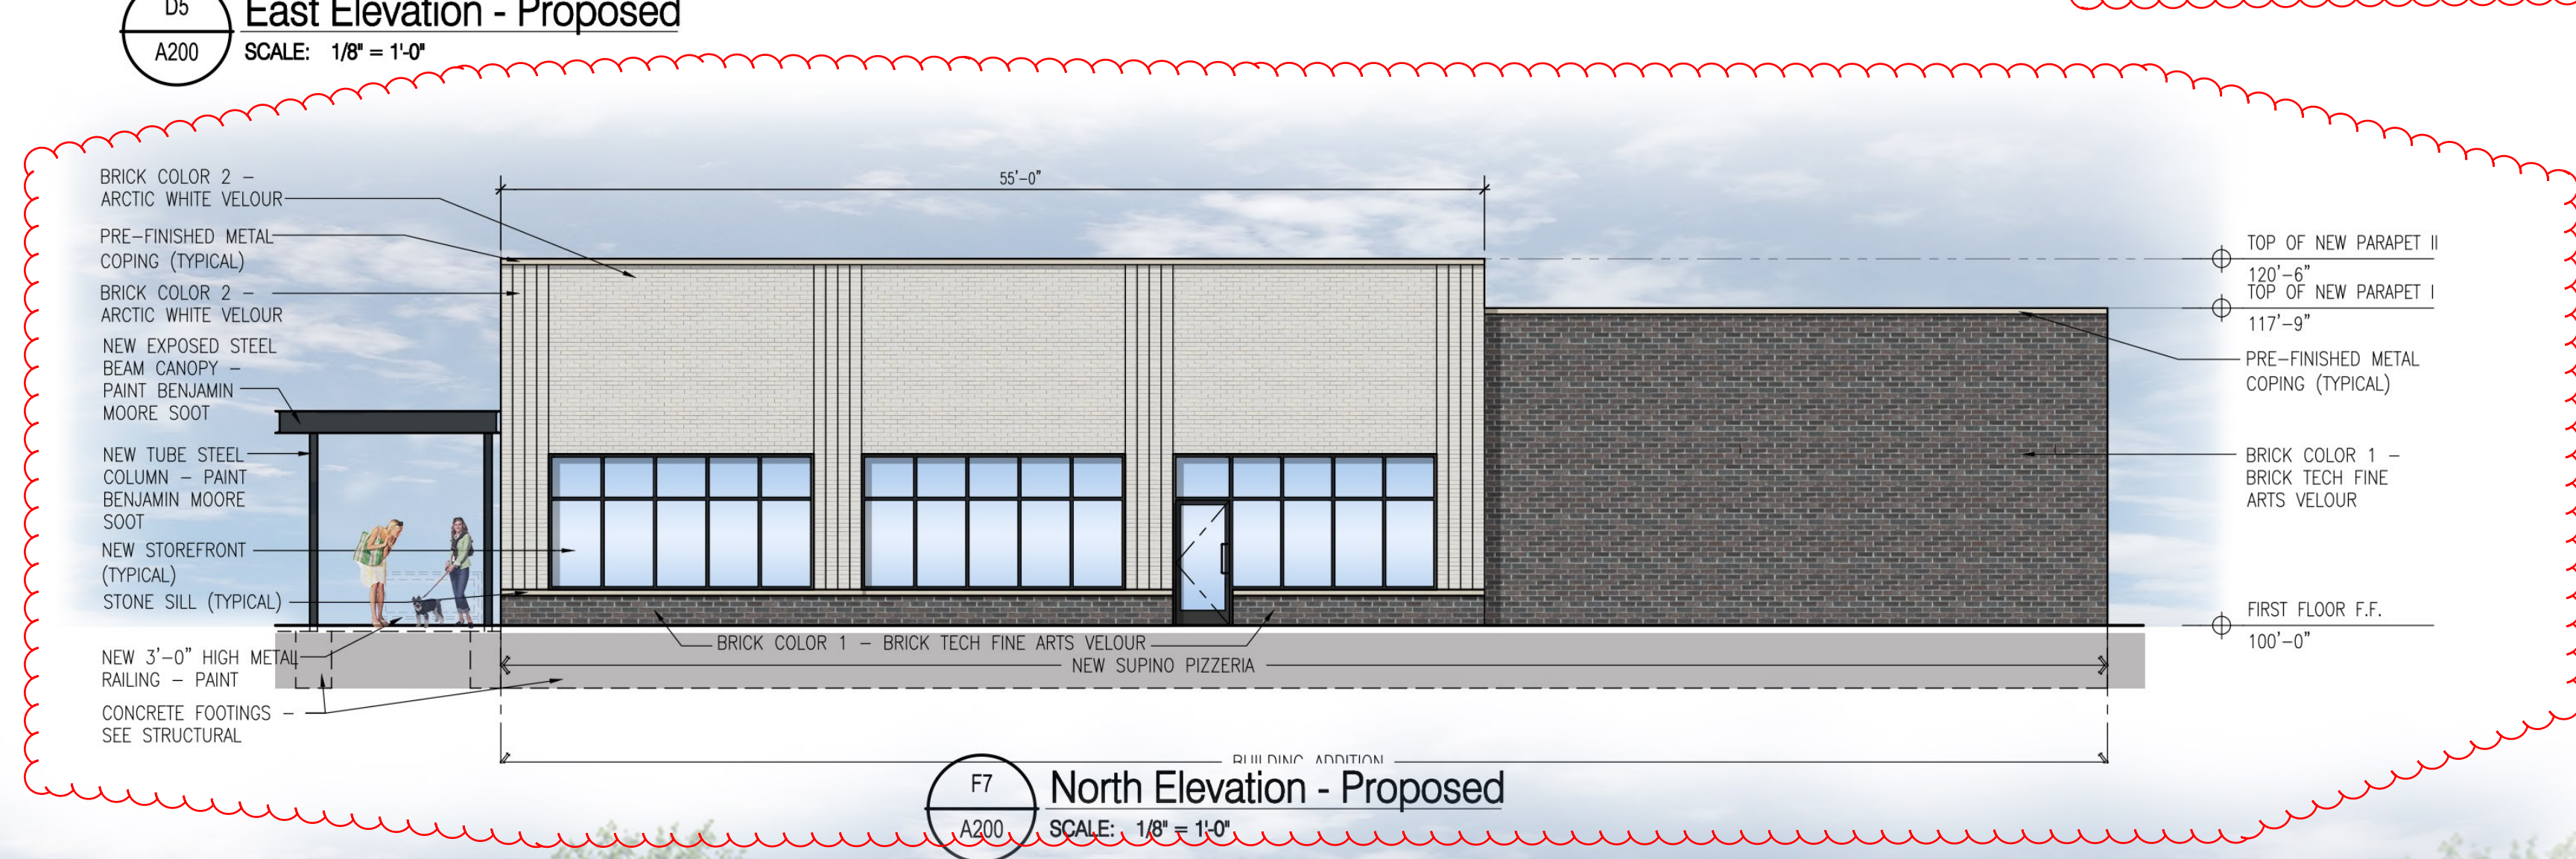 D5
A200
East Elevation - Proposed
SCALE: 1/8" = 1'-0"
BRICK COLOR 2 -
ARCTIC WHITE VELOUR
PRE-FINISHED METAL
COPING (TYPICAL)
BRICK COLOR 2 -
ARCTIC WHITE VELOUR
NEW EXPOSED STEEL
BEAM CANOPY -
PAINT BENJAMIN
MOORE SOOT
NEW TUBE STEEL
COLUMN - PAINT
BENJAMIN MOORE
SOOT
NEW STOREFRONT
(TYPICAL)
STONE SILL (TYPICAL)
NEW 3'-0" HIGH METAL
RAILING - PAINT
CONCRETE FOOTINGS -
SEE STRUCTURAL
55'-0"
BRICK COLOR 1 - BRICK TECH FINE ARTS VELOUR
NEW SUPINO PIZZERIA
BUILDING ADDITION
TOP OF NEW PARAPET II
120'-6"
TOP OF NEW PARAPET I
117'-9"
PRE-FINISHED METAL
COPING (TYPICAL)
BRICK COLOR 1 -
BRICK TECH FINE
ARTS VELOUR
FIRST FLOOR F.F.
100'-0"
F7
A200
North Elevation - Proposed
SCALE: 1/8" = 1'-0"